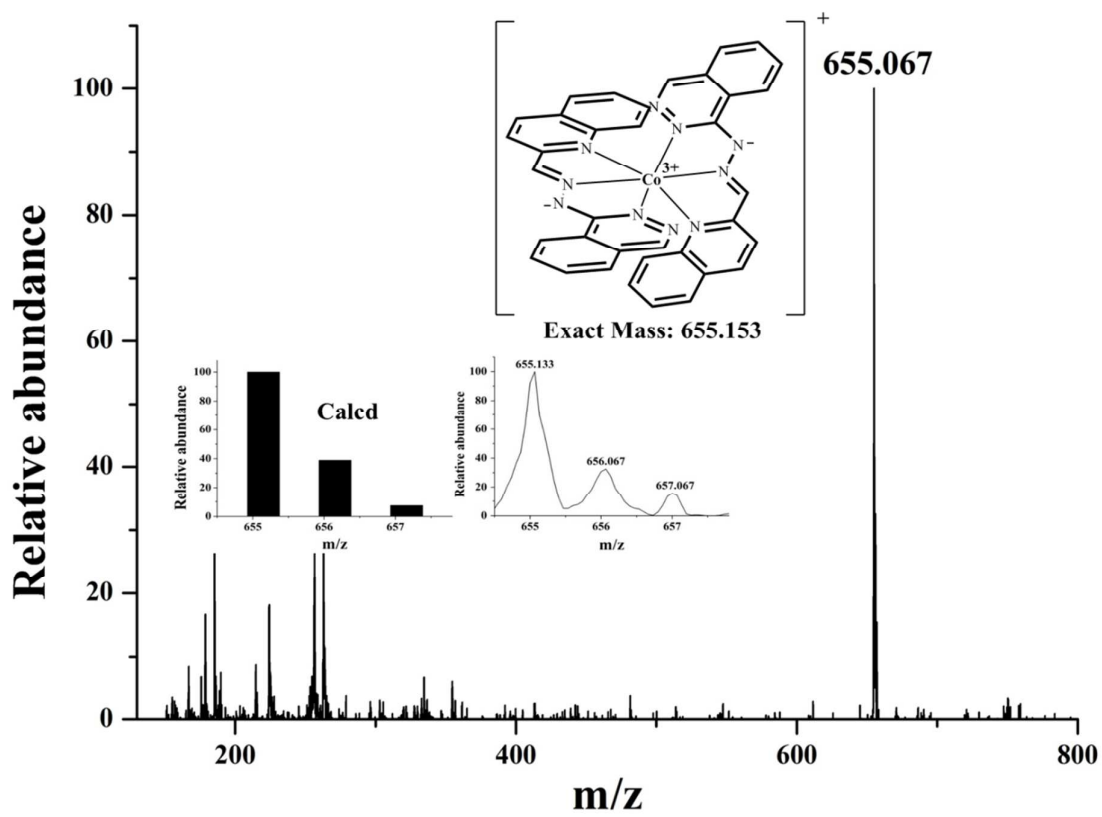 +
655.067
N
N
N
N−
N
3+
Co
N
N
−N
N
N
N
Exact Mass: 655.153
Relative abundance
100
80
60
40
20
0
Relative abundance
100
80
60
40
20
0
Calcd
655
656
657
m/z
Relative abundance
100
80
60
40
20
0
655.133
656.067
657.067
655
656
657
m/z
200
400
600
800
m/z